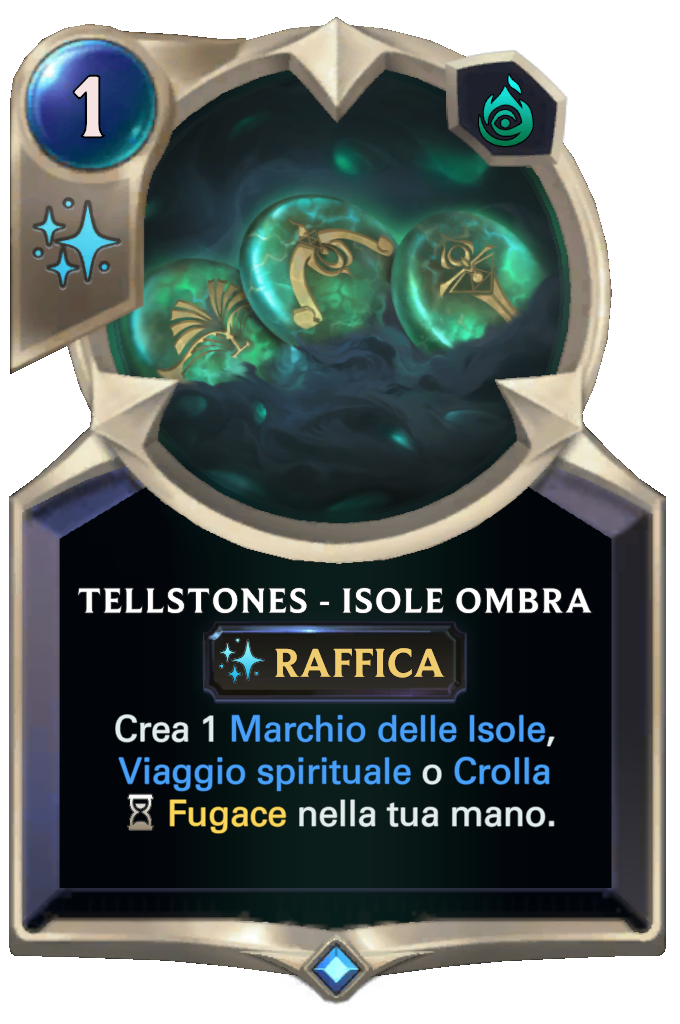 1
TELLSTONES - ISOLE OMBRA
RAFFICA
Crea 1 Marchio delle Isole,
Viaggio spirituale o Crolla
Fugace nella tua mano.